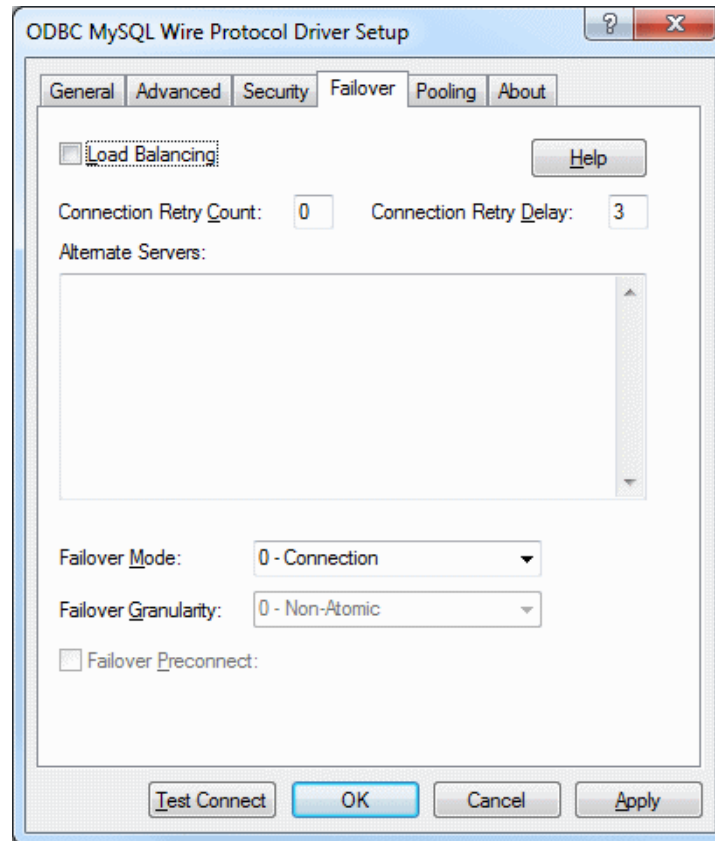 ODBC MySQL Wire Protocol Driver Setup
General Advanced Security Failover Pooling About
Load Balancing Help
Connection Retry Count: 0 Connection Retry Delay: 3
Alternate Servers:
Failover Mode: 0 - Connection
Failover Granularity: 0 - Non-Atomic
Failover Preconnect:
Test Connect OK Cancel Apply